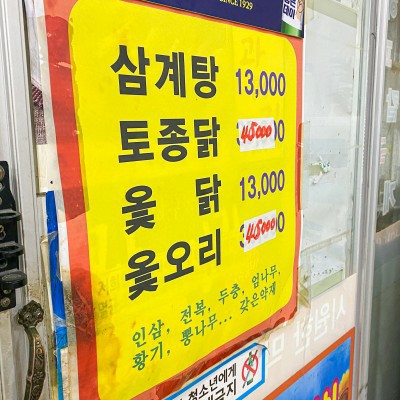 SINCE 1929
삼계탕 13,000
토종닭 45000
옻 닭 13,000
옻오리 45000
인삼, 전복, 두충, 엄나무,
황기, 뽕나무... 갖은약재
청소년에게